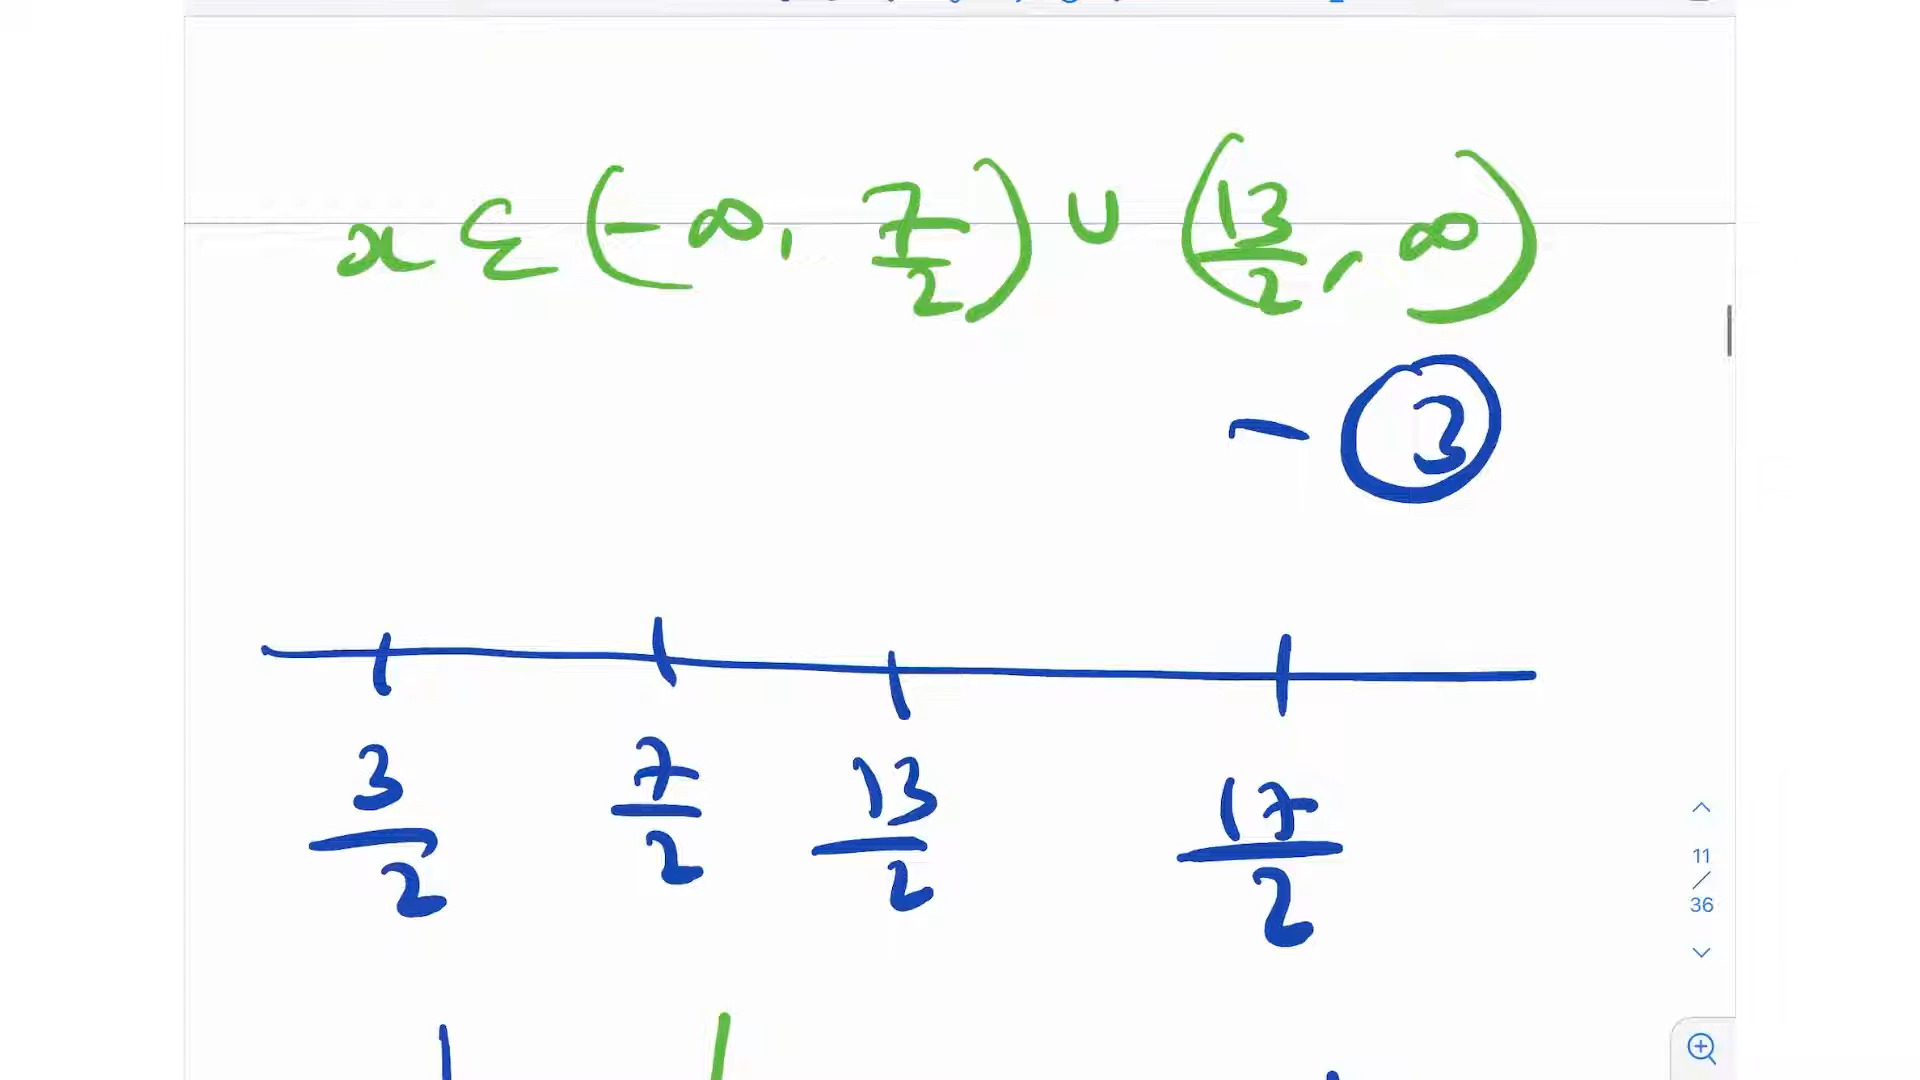 x ∈ (-∞, 7/2) ∪ (13/2, ∞)
- 3
3/2 7/2 13/2 17/2
11
/
36